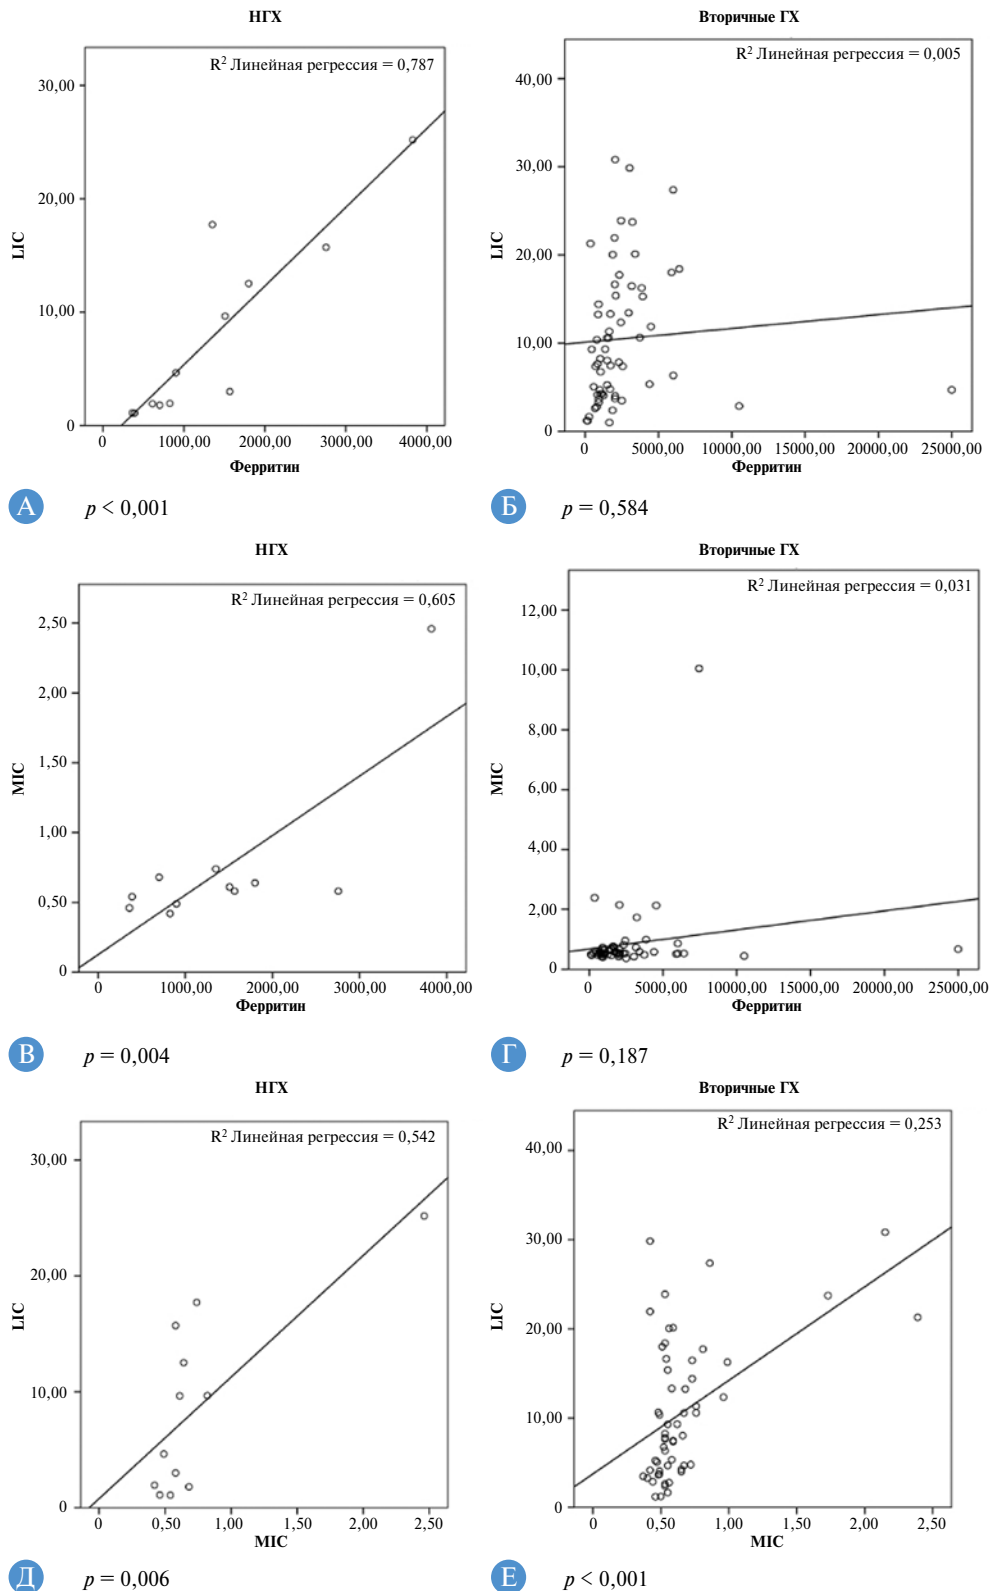 НГХ
R² Линейная регрессия = 0,787
30,00
20,00
10,00
0
LIC
0 1000,00 2000,00 3000,00 4000,00
Ферритин
А p < 0,001
Вторичные ГХ
R² Линейная регрессия = 0,005
40,00
30,00
20,00
10,00
0
LIC
0 5000,00 10000,00 15000,00 20000,00 25000,00
Ферритин
Б p = 0,584
НГХ
R² Линейная регрессия = 0,605
2,50
2,00
1,50
1,00
0,50
0
MIC
0 1000,00 2000,00 3000,00 4000,00
Ферритин
В p = 0,004
Вторичные ГХ
R² Линейная регрессия = 0,031
12,00
10,00
8,00
6,00
4,00
2,00
0
MIC
0 5000,00 10000,00 15000,00 20000,00 25000,00
Ферритин
Г p = 0,187
НГХ
R² Линейная регрессия = 0,542
30,00
20,00
10,00
0
LIC
0 0,50 1,00 1,50 2,00 2,50
MIC
Д p = 0,006
Вторичные ГХ
R² Линейная регрессия = 0,253
40,00
30,00
20,00
10,00
0
LIC
0 0,50 1,00 1,50 2,00 2,50
MIC
Е p < 0,001